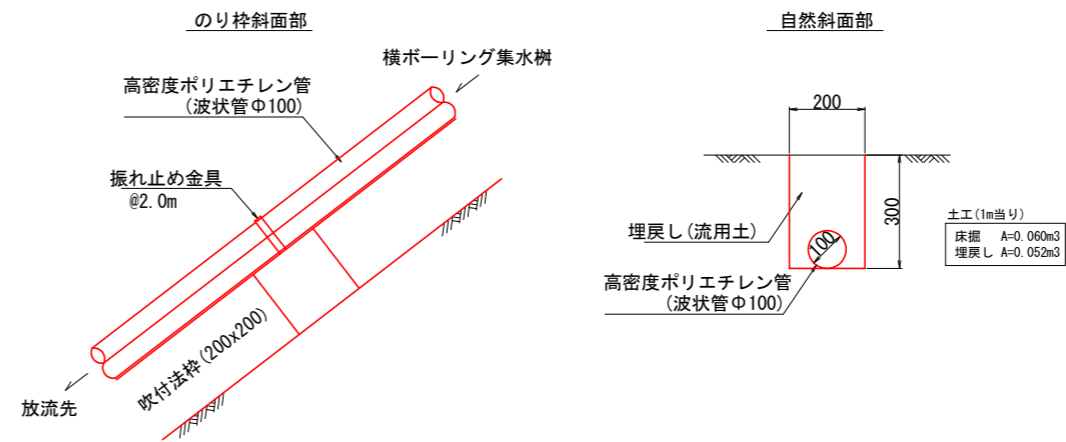 のり枠斜面部
横ボーリング集水桝
高密度ポリエチレン管
(波状管Φ100)
振れ止め金具
@2.0m
吹付法枠(200x200)
放流先
自然斜面部
200
300
埋戻し(流用土)
100
高密度ポリエチレン管
(波状管Φ100)
土工(1m当り)
床掘 A=0.060m3
埋戻し A=0.052m3